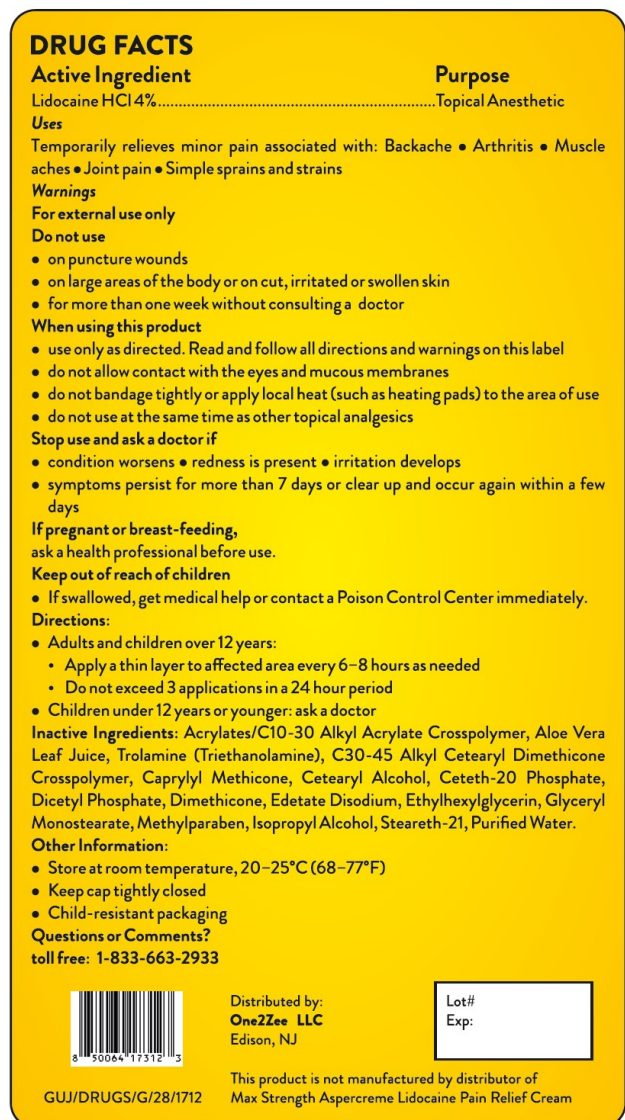 DRUG FACTS
Active Ingredient Purpose
Lidocaine HCl 4%..................................................................Topical Anesthetic
Uses
Temporarily relieves minor pain associated with: Backache ● Arthritis ● Muscle
aches ● Joint pain ● Simple sprains and strains
Warnings
For external use only
Do not use
● on puncture wounds
● on large areas of the body or on cut, irritated or swollen skin
● for more than one week without consulting a doctor
When using this product
● use only as directed. Read and follow all directions and warnings on this label
● do not allow contact with the eyes and mucous membranes
● do not bandage tightly or apply local heat (such as heating pads) to the area of use
● do not use at the same time as other topical analgesics
Stop use and ask a doctor if
● condition worsens ● redness is present ● irritation develops
● symptoms persist for more than 7 days or clear up and occur again within a few
days
If pregnant or breast-feeding,
ask a health professional before use.
Keep out of reach of children
● If swallowed, get medical help or contact a Poison Control Center immediately.
Directions:
● Adults and children over 12 years:
• Apply a thin layer to affected area every 6–8 hours as needed
• Do not exceed 3 applications in a 24 hour period
● Children under 12 years or younger: ask a doctor
Inactive Ingredients: Acrylates/C10-30 Alkyl Acrylate Crosspolymer, Aloe Vera
Leaf Juice, Trolamine (Triethanolamine), C30-45 Alkyl Cetearyl Dimethicone
Crosspolymer, Caprylyl Methicone, Cetearyl Alcohol, Ceteth-20 Phosphate,
Dicetyl Phosphate, Dimethicone, Edetate Disodium, Ethylhexylglycerin, Glyceryl
Monostearate, Methylparaben, Isopropyl Alcohol, Steareth-21, Purified Water.
Other Information:
● Store at room temperature, 20–25°C (68–77°F)
● Keep cap tightly closed
● Child-resistant packaging
Questions or Comments?
toll free: 1-833-663-2933
8 50064 17312 3
GUJ/DRUGS/G/28/1712
Distributed by:
One2Zee LLC
Edison, NJ
Lot#
Exp:
This product is not manufactured by distributor of
Max Strength Aspercreme Lidocaine Pain Relief Cream